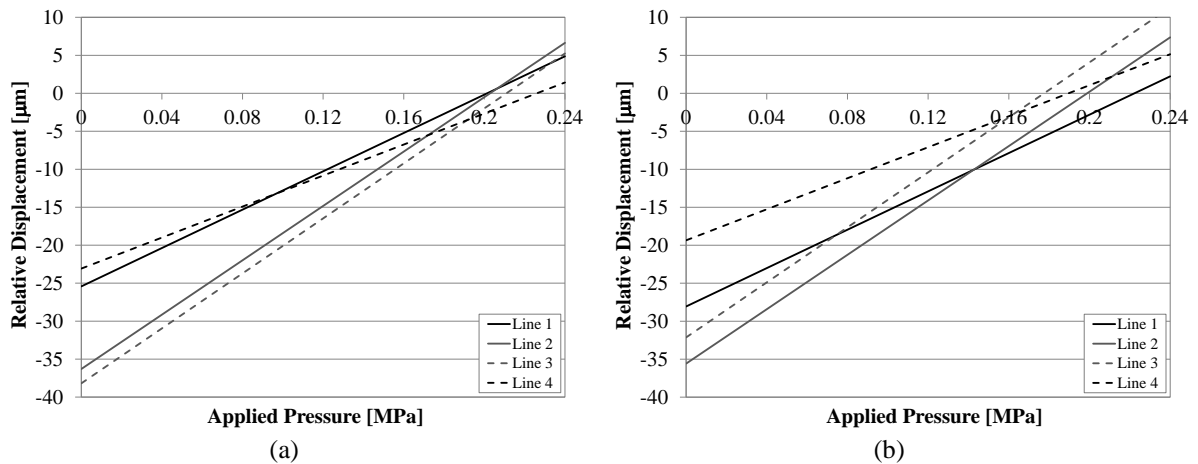 10
5
0
-5
-10
-15
-20
-25
-30
-35
-40
0 0.04 0.08 0.12 0.16 0.2 0.24
Relative Displacement [μm]
Applied Pressure [MPa]
Line 1
Line 2
Line 3
Line 4
(a)
10
5
0
-5
-10
-15
-20
-25
-30
-35
-40
0 0.04 0.08 0.12 0.16 0.2 0.24
Relative Displacement [μm]
Applied Pressure [MPa]
Line 1
Line 2
Line 3
Line 4
(b)